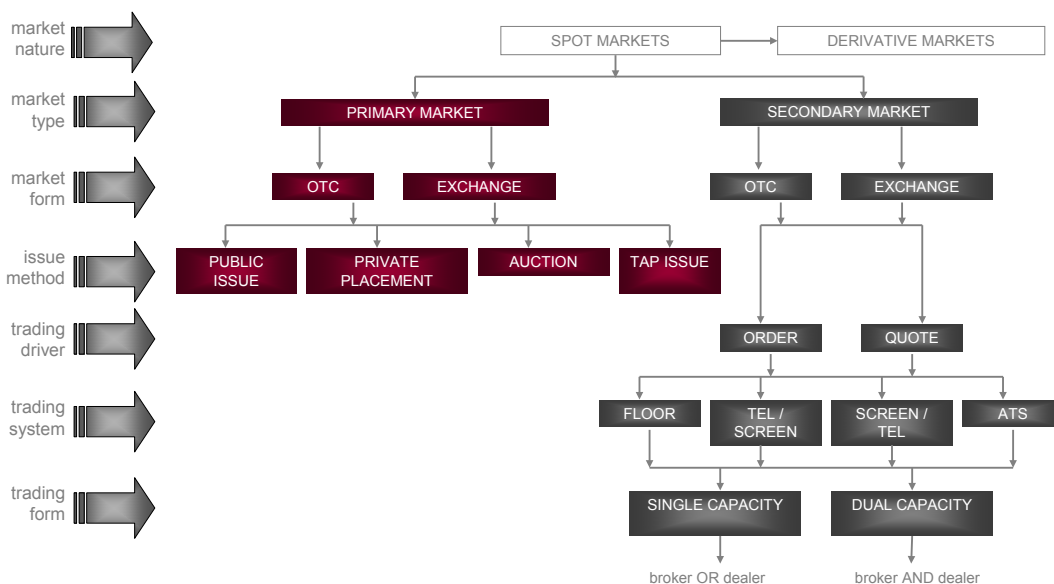 market
nature
SPOT MARKETS
DERIVATIVE MARKETS
market
type
PRIMARY MARKET
SECONDARY MARKET
market
form
OTC
EXCHANGE
OTC
EXCHANGE
issue
method
PUBLIC
ISSUE
PRIVATE
PLACEMENT
AUCTION
TAP ISSUE
trading
driver
ORDER
QUOTE
trading
system
FLOOR
TEL /
SCREEN
SCREEN /
TEL
ATS
trading
form
SINGLE CAPACITY
DUAL CAPACITY
broker OR dealer
broker AND dealer